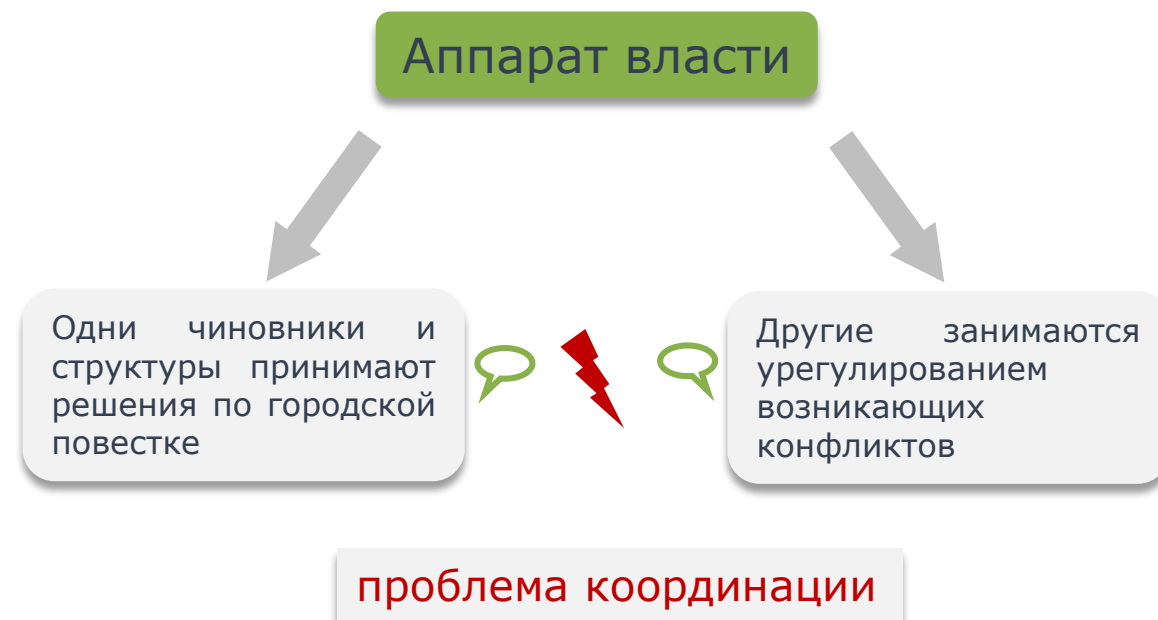 Аппарат власти
Одни чиновники и
структуры принимают
решения по городской
повестке
Другие занимаются
урегулированием
возникающих
конфликтов
проблема координации